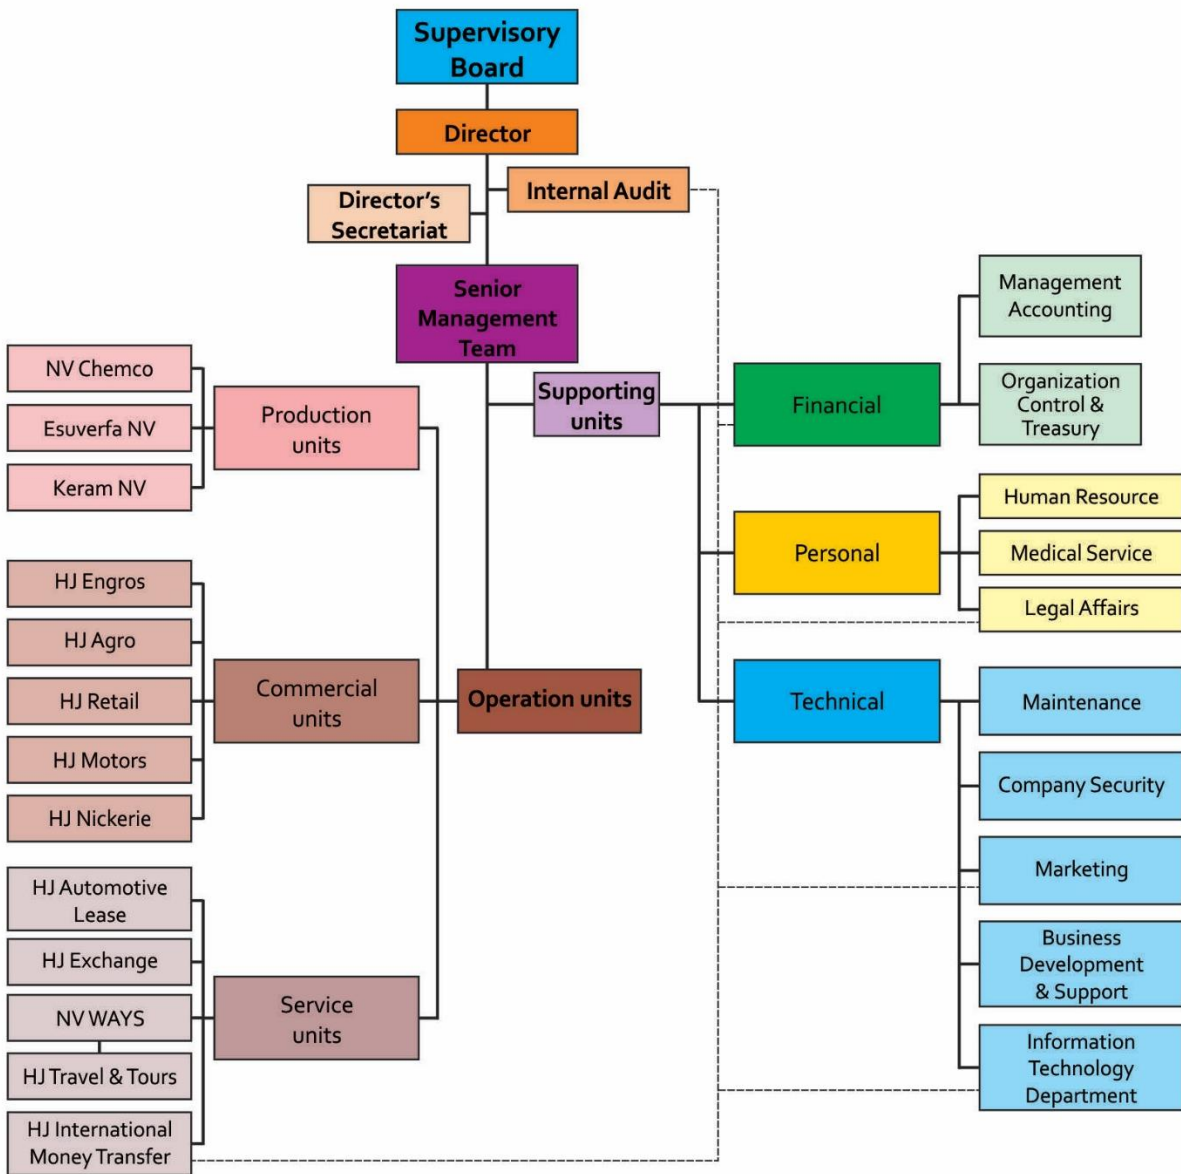 Supervisory
Board
Director
Internal Audit
Director's
Secretariat
Senior
Management
Team
Supporting
units
Operation units
Production
units
NV Chemco
Esuverfa NV
Keram NV
Commercial
units
HJ Engros
HJ Agro
HJ Retail
HJ Motors
HJ Nickerie
Service
units
HJ Automotive
Lease
HJ Exchange
NV WAYS
HJ Travel & Tours
HJ International
Money Transfer
Financial
Management
Accounting
Organization
Control &
Treasury
Personal
Human Resource
Medical Service
Legal Affairs
Technical
Maintenance
Company Security
Marketing
Business
Development
& Support
Information
Technology
Department